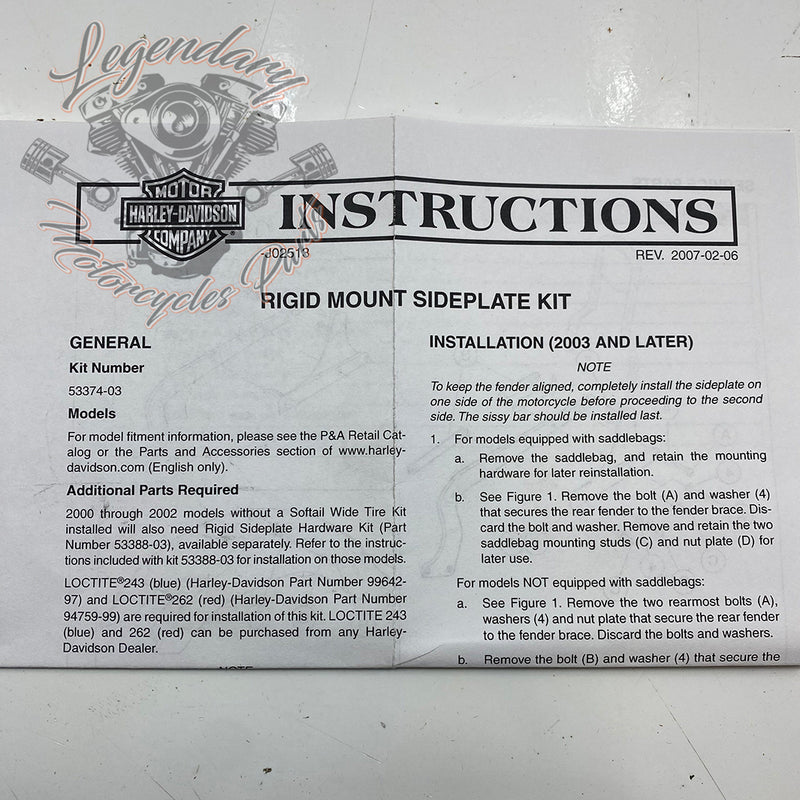 Legendary
Motorcycles Parts
MOTOR
HARLEY-DAVIDSON
COMPANY
INSTRUCTIONS
-J02518
REV. 2007-02-06
RIGID MOUNT SIDEPLATE KIT
GENERAL
Kit Number
53374-03
Models
For model fitment information, please see the P&A Retail Cat-
alog or the Parts and Accessories section of www.harley-
davidson.com (English only).
Additional Parts Required
2000 through 2002 models without a Softail Wide Tire Kit
installed will also need Rigid Sideplate Hardware Kit (Part
Number 53388-03), available separately. Refer to the instruc-
tions included with kit 53388-03 for installation on those models.
LOCTITE®243 (blue) (Harley-Davidson Part Number 99642-
97) and LOCTITE®262 (red) (Harley-Davidson Part Number
94759-99) are required for installation of this kit. LOCTITE 243
(blue) and 262 (red) can be purchased from any Harley-
Davidson Dealer.
NOTE
INSTALLATION (2003 AND LATER)
NOTE
To keep the fender aligned, completely install the sideplate on
one side of the motorcycle before proceeding to the second
side. The sissy bar should be installed last.
1. For models equipped with saddlebags:
a. Remove the saddlebag, and retain the mounting
hardware for later reinstallation.
b. See Figure 1. Remove the bolt (A) and washer (4)
that secures the rear fender to the fender brace. Dis-
card the bolt and washer. Remove and retain the two
saddlebag mounting studs (C) and nut plate (D) for
later use.
For models NOT equipped with saddlebags:
a. See Figure 1. Remove the two rearmost bolts (A),
washers (4) and nut plate that secure the rear fender
to the fender brace. Discard the bolts and washers.
b. Remove the bolt (B) and washer (4) that secure the